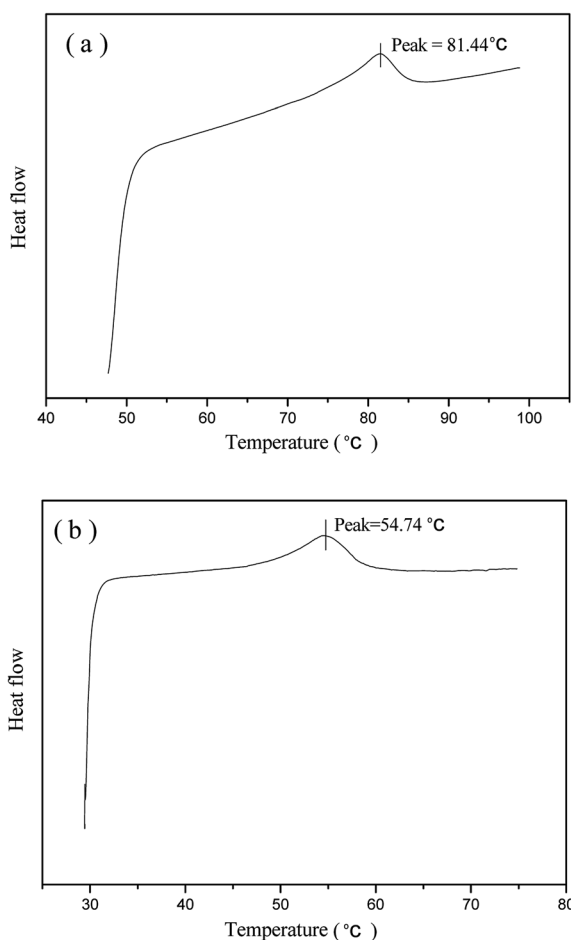 ( a )
Peak = 81.44°C
Heat flow
40 50 60 70 80 90 100
Temperature ( °C )
( b )
Peak=54.74 °C
Heat flow
30 40 50 60 70 80
Temperature ( °C )